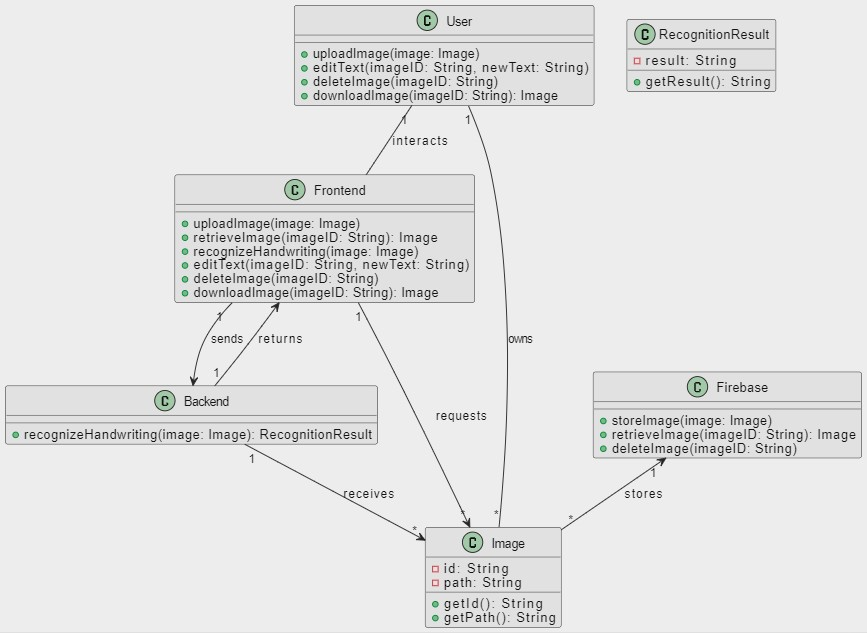 C User
uploadImage(image: Image)
editText(imageID: String, newText: String)
deleteImage(imageID: String)
downloadImage(imageID: String): Image
C RecognitionResult
result: String
getResult(): String
1
1
interacts
C Frontend
uploadImage(image: Image)
retrieveImage(imageID: String): Image
recognizeHandwriting(image: Image)
editText(imageID: String, newText: String)
deleteImage(imageID: String)
downloadImage(imageID: String): Image
1
1
sends
returns
owns
1
C Backend
recognizeHandwriting(image: Image): RecognitionResult
requests
C Firebase
storeImage(image: Image)
retrieveImage(imageID: String): Image
deleteImage(imageID: String)
1
1
receives
stores
*
*
*
*
C Image
id: String
path: String
getId(): String
getPath(): String